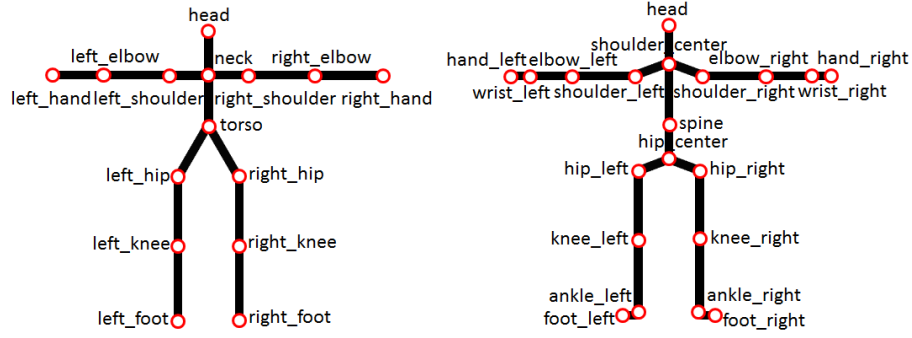 head
left_elbow
neck
right_elbow
left_hand
left_shoulder
right_shoulder
right_hand
torso
left_hip
right_hip
left_knee
right_knee
left_foot
right_foot
head
shoulder_center
hand_left
elbow_left
elbow_right
hand_right
wrist_left
shoulder_left
shoulder_right
wrist_right
spine
hip_center
hip_left
hip_right
knee_left
knee_right
ankle_left
ankle_right
foot_left
foot_right